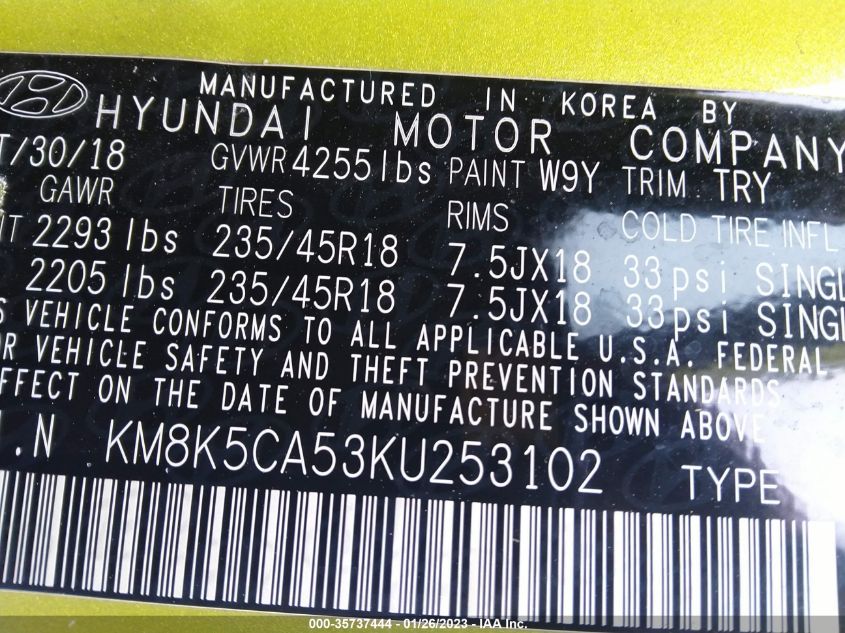 MANUFACTURED IN KOREA BY
HYUNDAI MOTOR COMPANY
/30/18 GVWR 4255 lbs PAINT W9Y TRIM TRY
GAWR TIRES RIMS COLD TIRE INFL
2293 lbs 235/45R18 7.5JX18 33 psi SINGL
2205 lbs 235/45R18 7.5JX18 33 psi SINGL
S VEHICLE CONFORMS TO ALL APPLICABLE U.S.A. FEDERAL
OR VEHICLE SAFETY AND THEFT PREVENTION STANDARDS
EFFECT ON THE DATE OF MANUFACTURE SHOWN ABOVE
I.N KM8K5CA53KU253102 TYPE
000-35737444 - 01/26/2023 - IAA Inc.